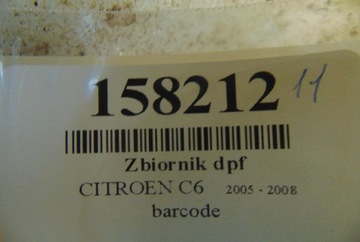 158212 11
Zbiornik dpf
CITROEN C6 2005 - 2008
barcode